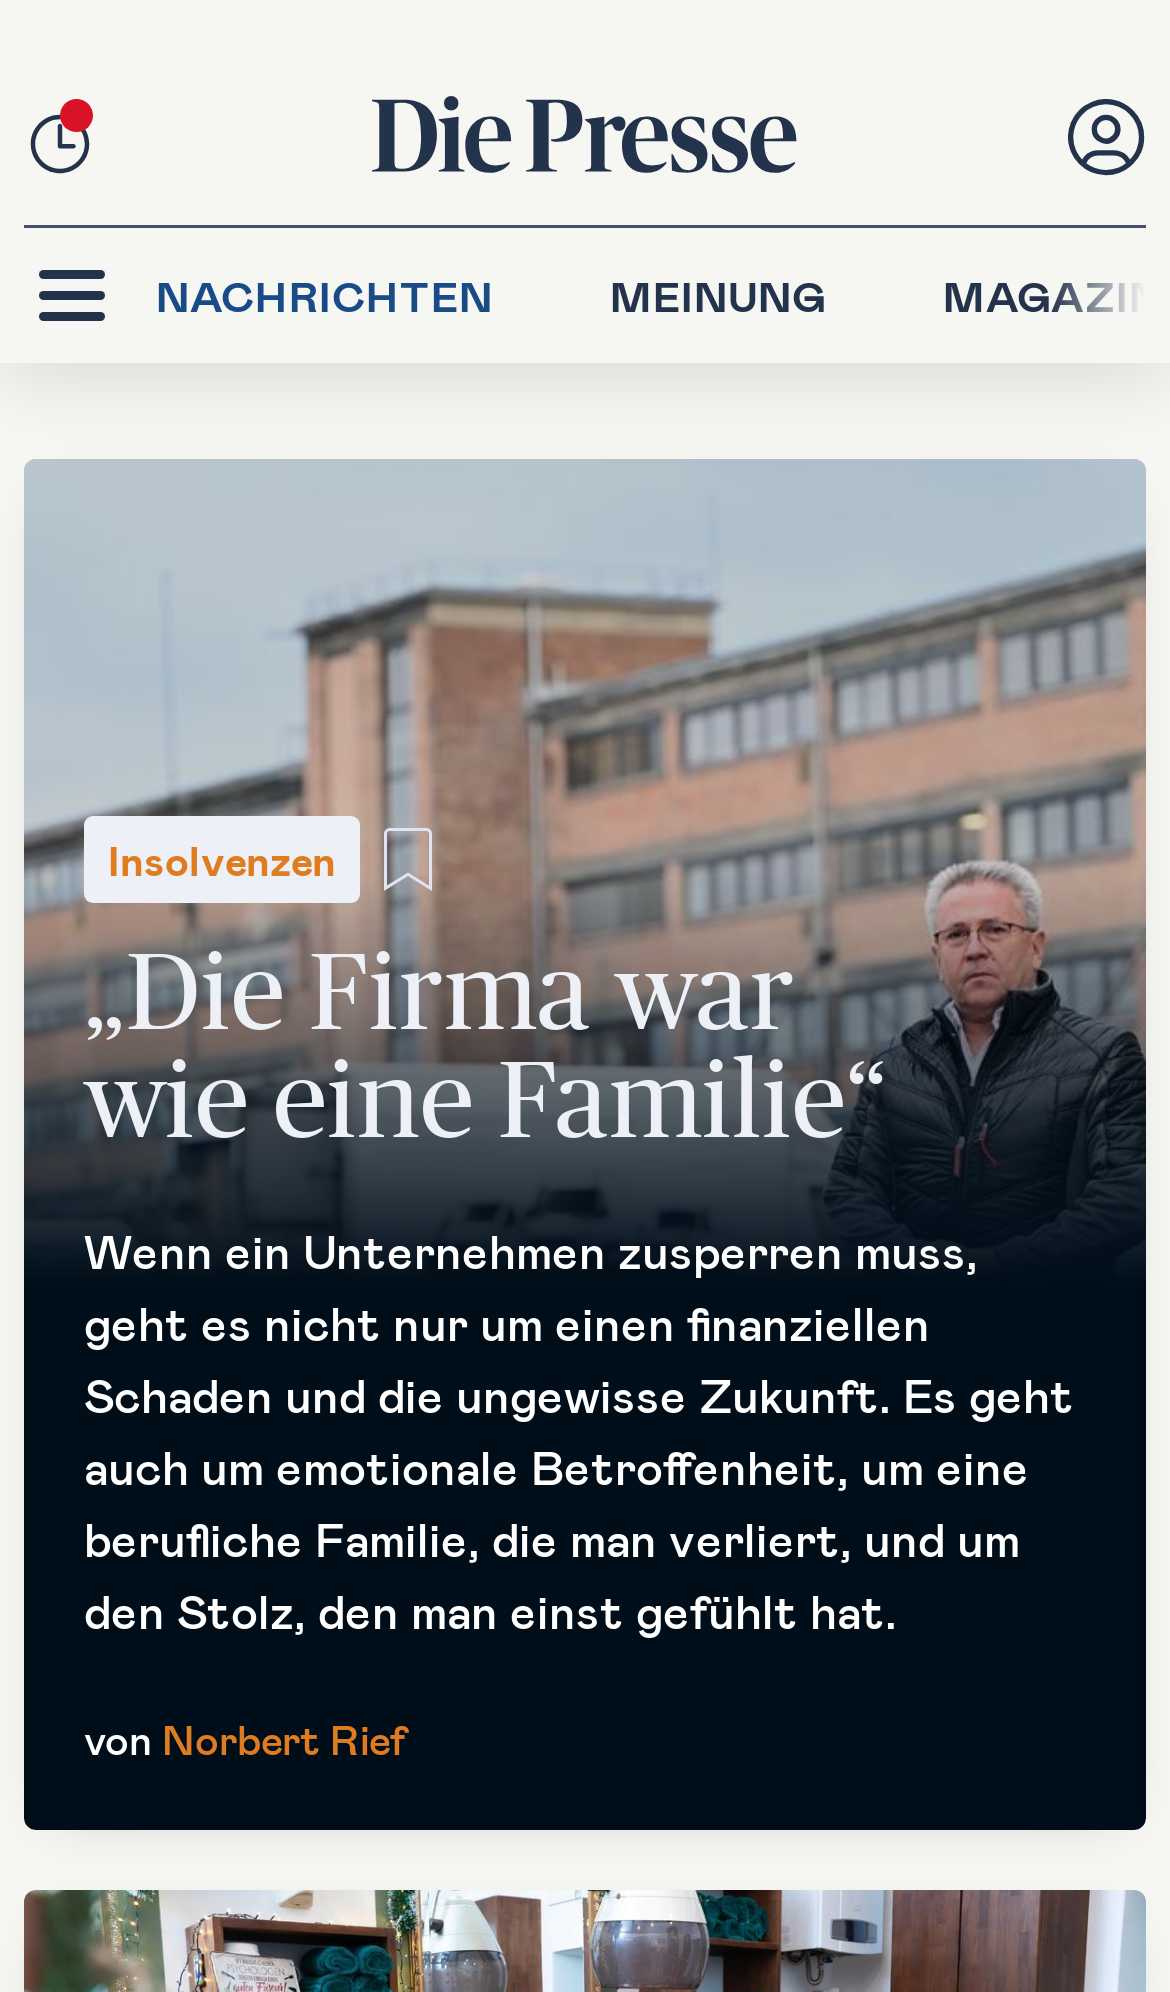 Die Presse
NACHRICHTEN MEINUNG MAGAZIN
Insolvenzen
„Die Firma war
wie eine Familie“
Wenn ein Unternehmen zusperren muss,
geht es nicht nur um einen finanziellen
Schaden und die ungewisse Zukunft. Es geht
auch um emotionale Betroffenheit, um eine
berufliche Familie, die man verliert, und um
den Stolz, den man einst gefühlt hat.
von Norbert Rief
PSYCHOLOGEN